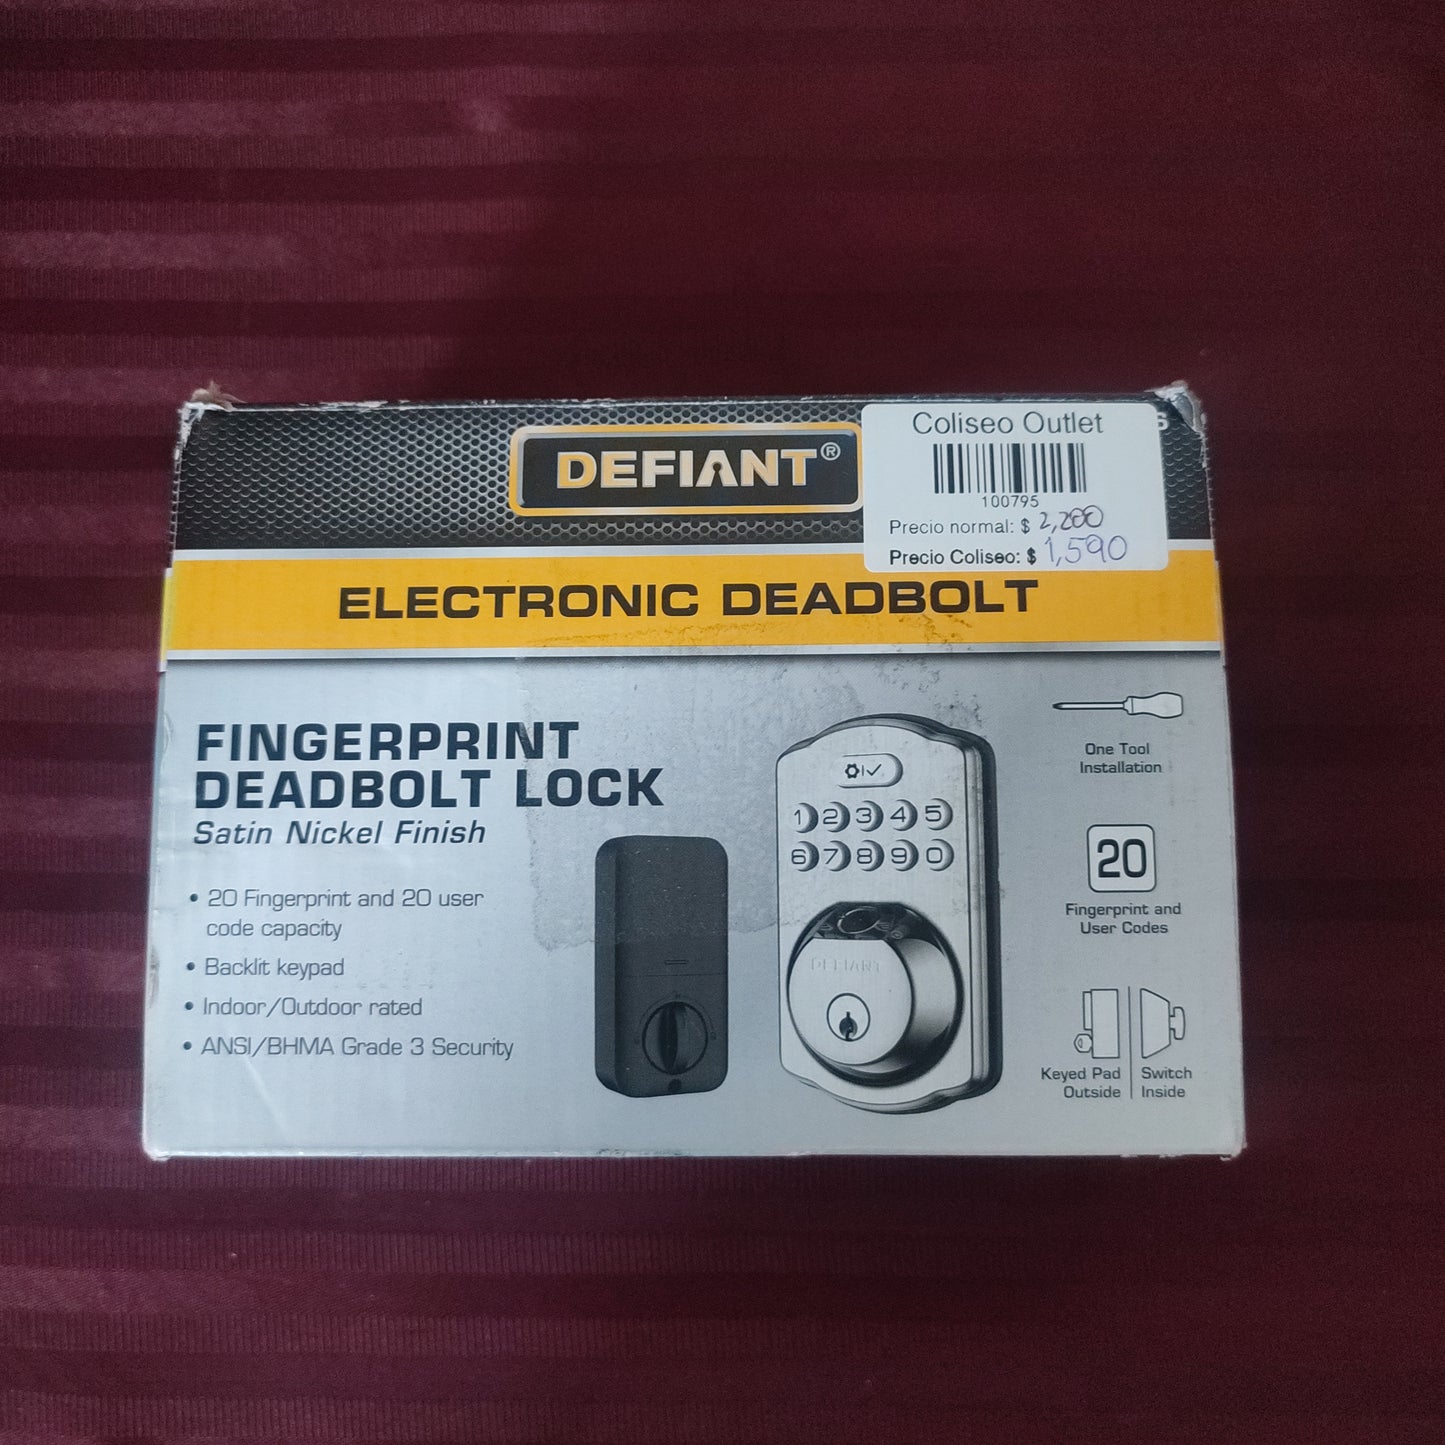 DEFIANT®
Coliseo Outlet
100795
Precio normal: $ 2,200
Precio Coliseo: $ 1,590
ELECTRONIC DEADBOLT
FINGERPRINT
DEADBOLT LOCK
Satin Nickel Finish
• 20 Fingerprint and 20 user
code capacity
• Backlit keypad
• Indoor/Outdoor rated
• ANSI/BHMA Grade 3 Security
1 2 3 4 5
6 7 8 9 0
DEFIANT
One Tool
Installation
20
Fingerprint and
User Codes
Keyed Pad
Outside
Switch
Inside